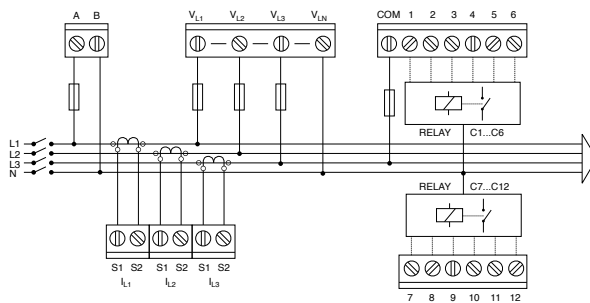 A B VL1 VL2 VL3 VLN COM 1 2 3 4 5 6
RELAY C1...C6
L1
L2
L3
N
RELAY C7...C12
S1 S2 S1 S2 S1 S2
IL1 IL2 IL3
7 8 9 10 11 12